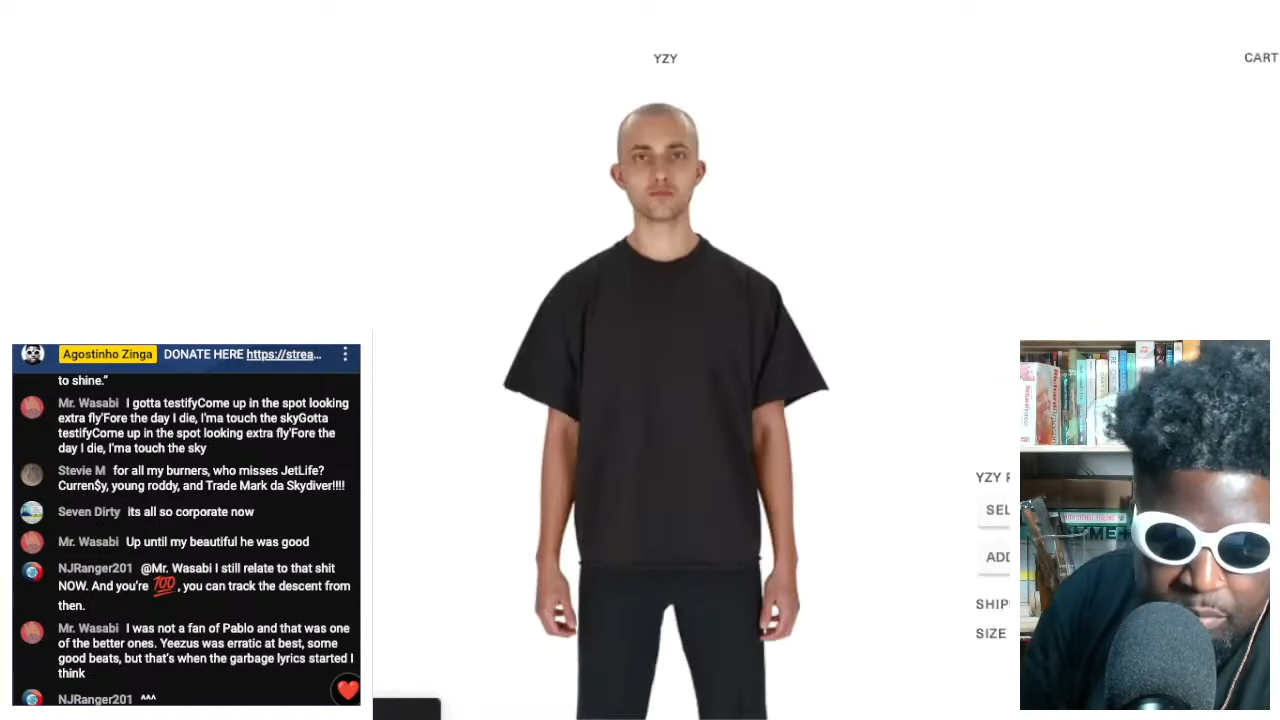 YZY
CART
Agostinho Zinga DONATE HERE https://strea...
to shine."
Mr. Wasabi I gotta testifyCome up in the spot looking
extra fly'Fore the day I die, I'ma touch the skyGotta
testifyCome up in the spot looking extra fly'Fore the
day I die, I'ma touch the sky
Stevie M for all my burners, who misses JetLife?
Curren$y, young roddy, and Trade Mark da Skydiver!!!!
Seven Dirty its all so corporate now
Mr. Wasabi Up until my beautiful he was good
NJRanger201 @Mr. Wasabi I still relate to that shit
NOW. And you're 💯, you can track the descent from
then.
Mr. Wasabi I was not a fan of Pablo and that was one
of the better ones. Yeezus was erratic at best, some
good beats, but that's when the garbage lyrics started I
think
NJRanger201 ^^^
YZY
SEL
ADD
SHIP
SIZE